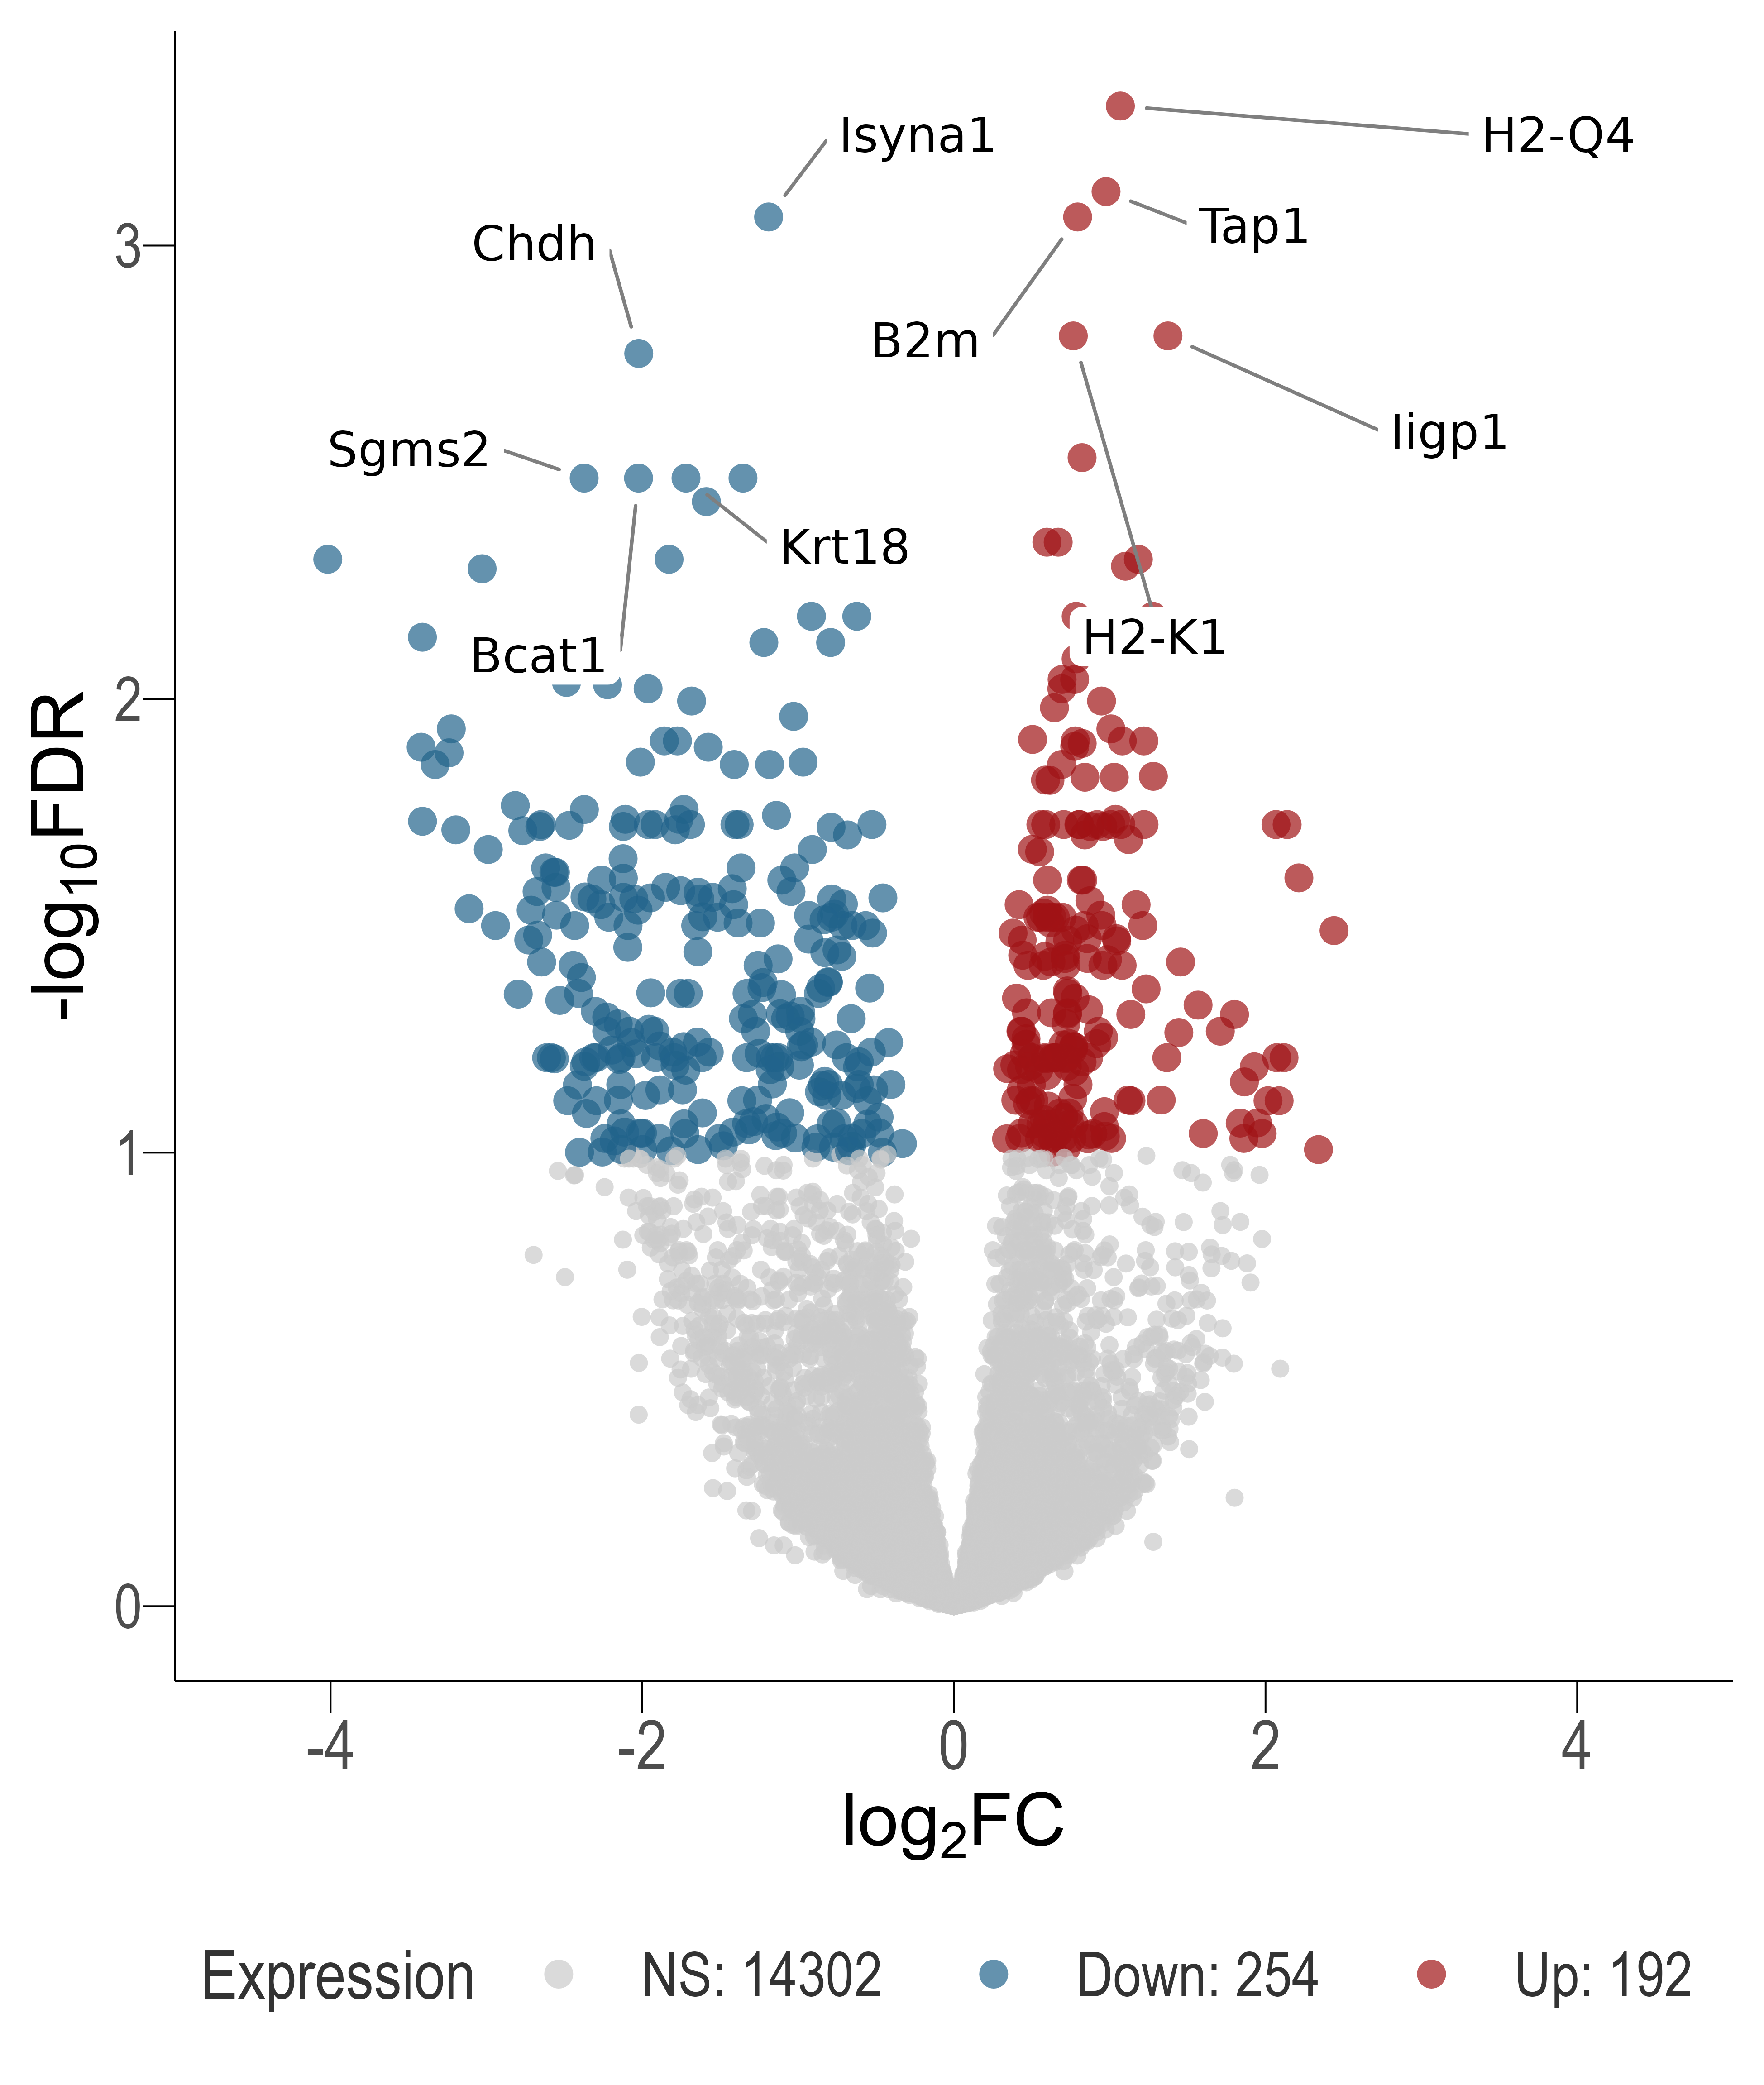 H2-Q4
Isyna1
Tap1
Chdh
B2m
Iigp1
Sgms2
Krt18
H2-K1
Bcat1
3
2
1
0
-log10FDR
-4
-2
0
2
4
log2FC
Expression NS: 14302 Down: 254 Up: 192